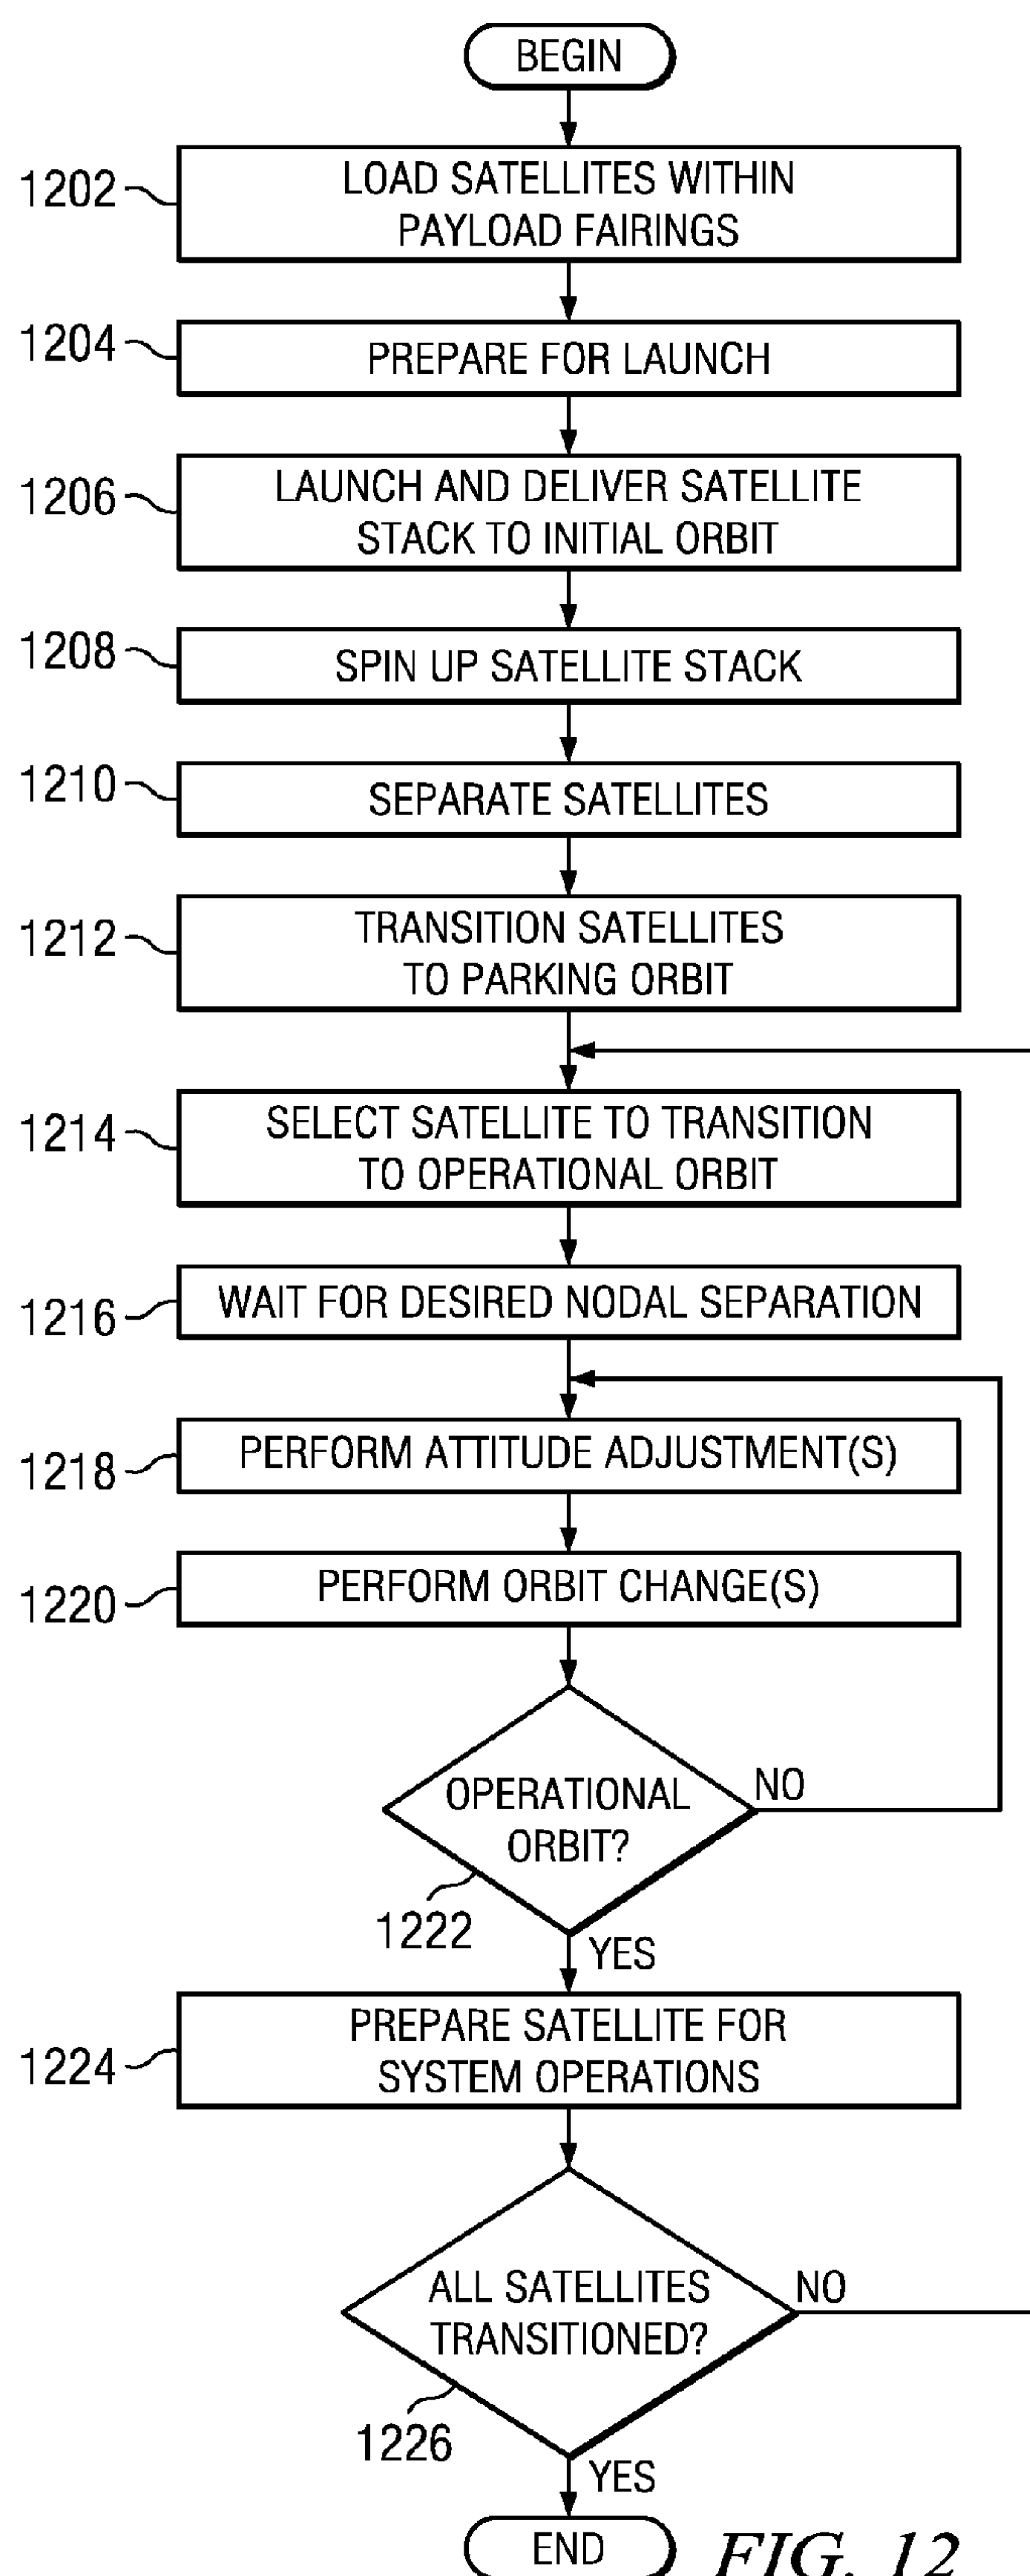 BEGIN
1202
LOAD SATELLITES WITHIN
PAYLOAD FAIRINGS
1204
PREPARE FOR LAUNCH
1206
LAUNCH AND DELIVER SATELLITE
STACK TO INITIAL ORBIT
1208
SPIN UP SATELLITE STACK
1210
SEPARATE SATELLITES
1212
TRANSITION SATELLITES
TO PARKING ORBIT
1214
SELECT SATELLITE TO TRANSITION
TO OPERATIONAL ORBIT
1216
WAIT FOR DESIRED NODAL SEPARATION
1218
PERFORM ATTITUDE ADJUSTMENT(S)
1220
PERFORM ORBIT CHANGE(S)
OPERATIONAL
ORBIT?
NO
1222
YES
1224
PREPARE SATELLITE FOR
SYSTEM OPERATIONS
ALL SATELLITES
TRANSITIONED?
NO
1226
YES
END
FIG. 12